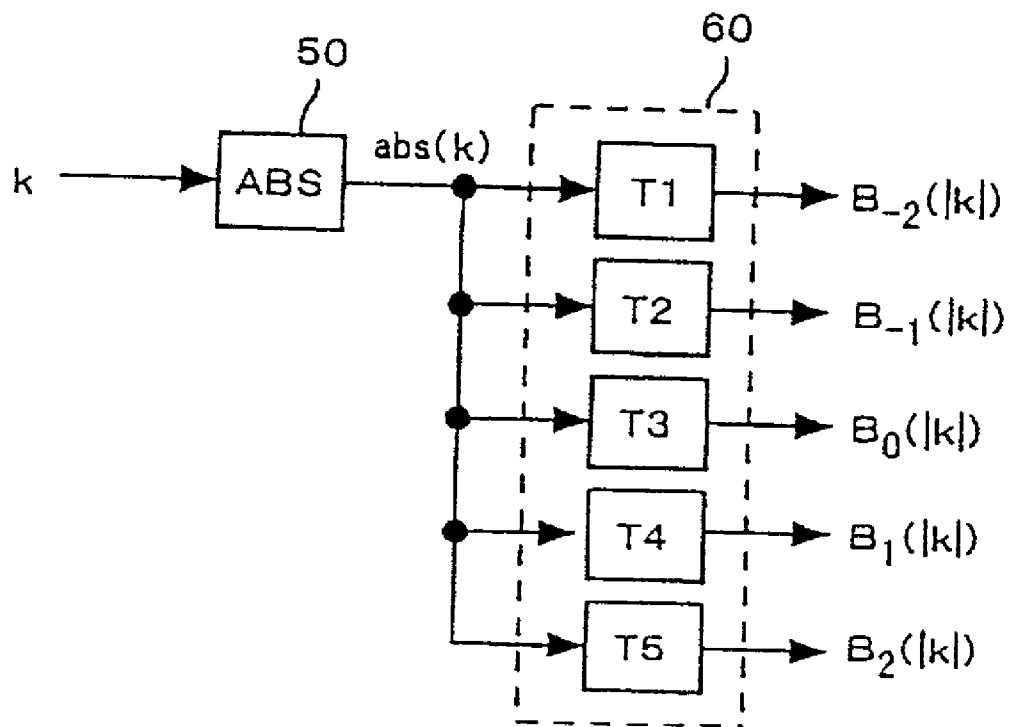 50
60
k
ABS
abs(k)
T1
B₋₂(|k|)
T2
B₋₁(|k|)
T3
B₀(|k|)
T4
B₁(|k|)
T5
B₂(|k|)